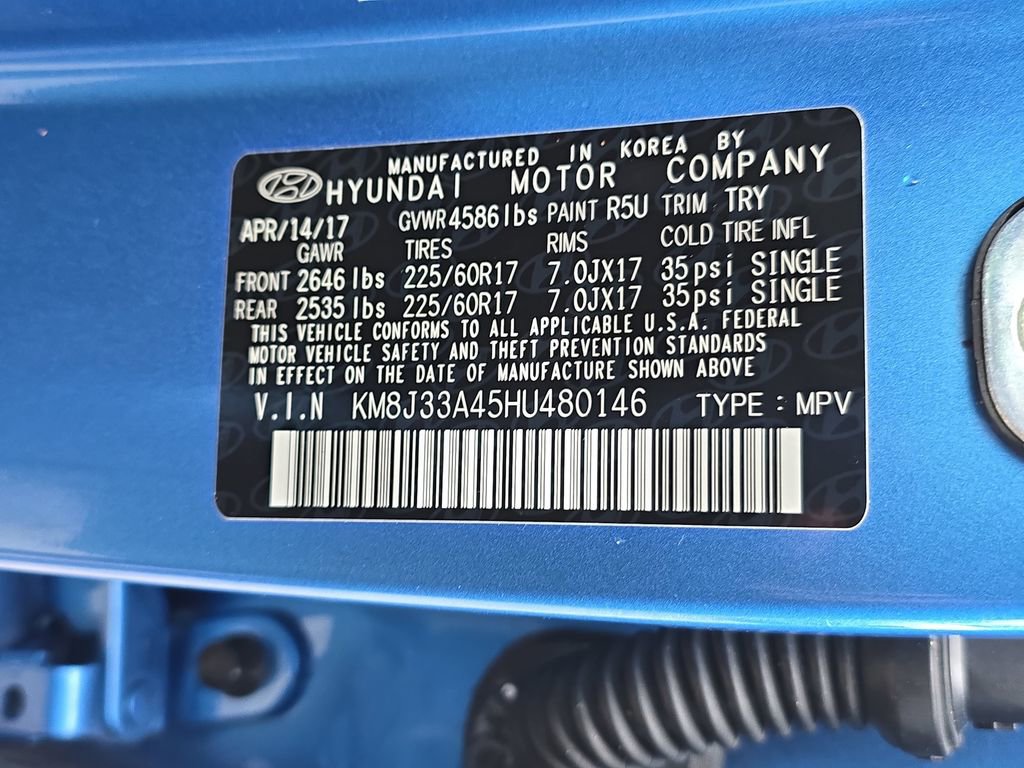 MANUFACTURED IN KOREA BY
HYUNDAI MOTOR COMPANY
APR/14/17 GVWR 4586 lbs PAINT R5U TRIM TRY
GAWR TIRES RIMS COLD TIRE INFL
FRONT 2646 lbs 225/60R17 7.0JX17 35psi SINGLE
REAR 2535 lbs 225/60R17 7.0JX17 35psi SINGLE
THIS VEHICLE CONFORMS TO ALL APPLICABLE U.S.A. FEDERAL
MOTOR VEHICLE SAFETY AND THEFT PREVENTION STANDARDS
IN EFFECT ON THE DATE OF MANUFACTURE SHOWN ABOVE
V.I.N KM8J33A45HU480146 TYPE : MPV